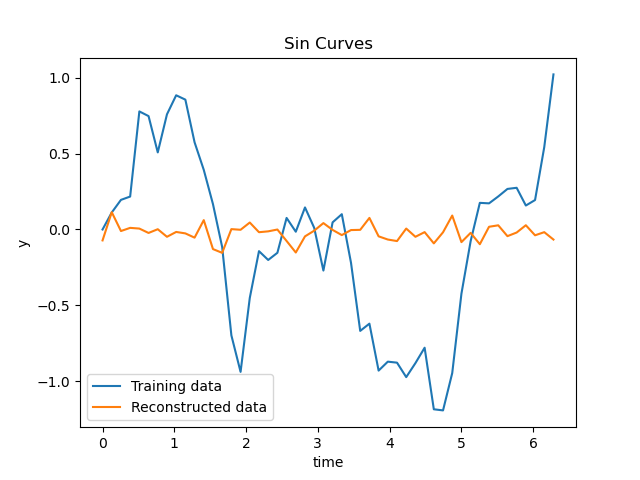 Sin Curves
1.0
0.5
0.0
−0.5
−1.0
y
Training data
Reconstructed data
0 1 2 3 4 5 6
time